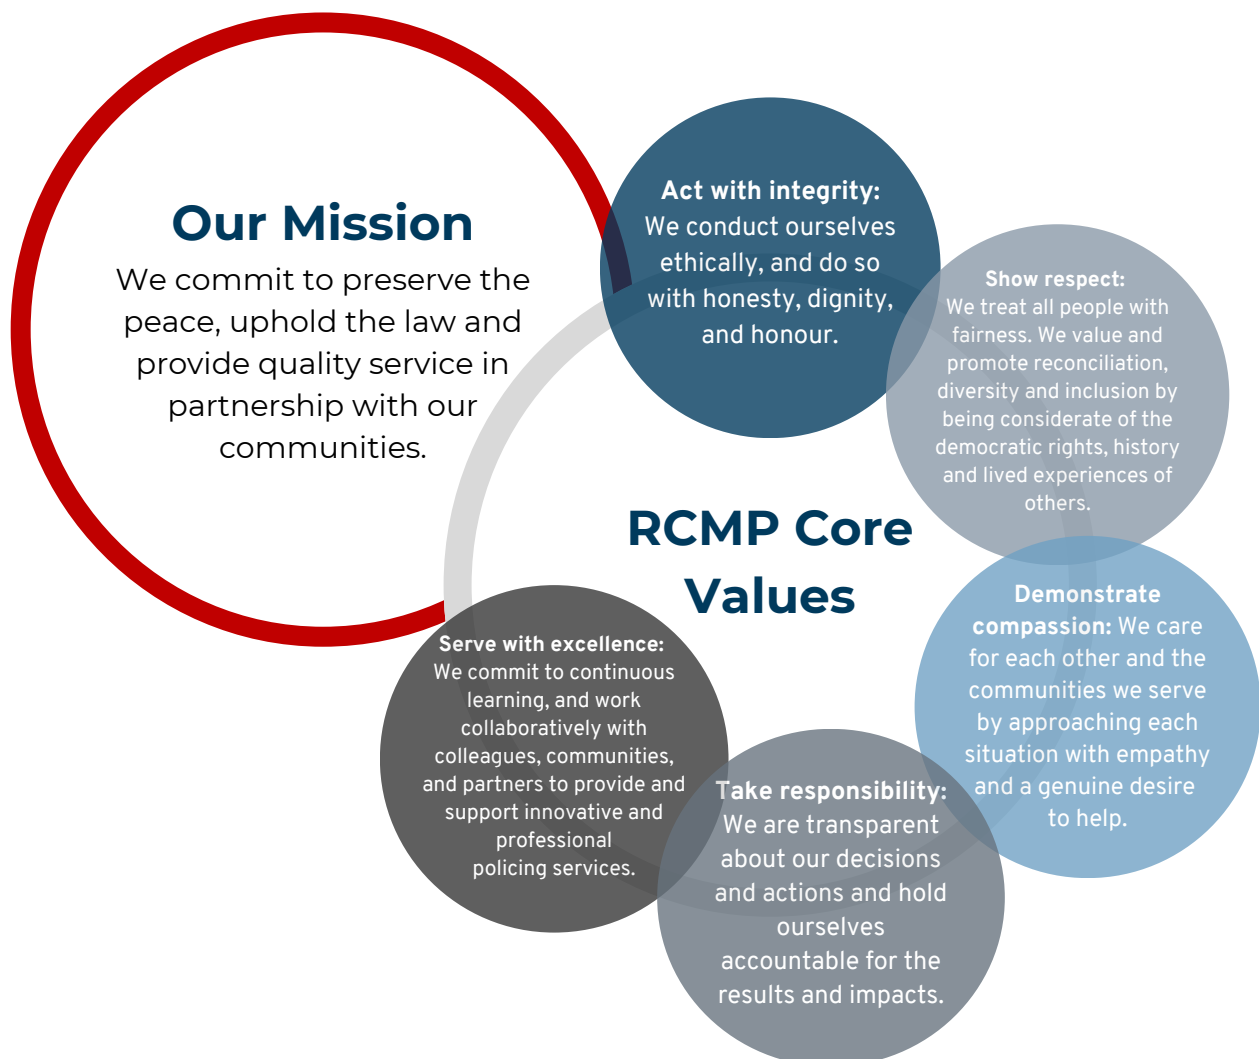 Our Mission
We commit to preserve the
peace, uphold the law and
provide quality service in
partnership with our
communities.
Act with integrity:
We conduct ourselves
ethically, and do so
with honesty, dignity,
and honour.
Show respect:
We treat all people with
fairness. We value and
promote reconciliation,
diversity and inclusion by
being considerate of the
democratic rights, history
and lived experiences of
others.
RCMP Core
Values
Demonstrate
compassion: We care
for each other and the
communities we serve
by approaching each
situation with empathy
and a genuine desire
to help.
Take responsibility:
We are transparent
about our decisions
and actions and hold
ourselves
accountable for the
results and impacts.
Serve with excellence:
We commit to continuous
learning, and work
collaboratively with
colleagues, communities,
and partners to provide and
support innovative and
professional
policing services.